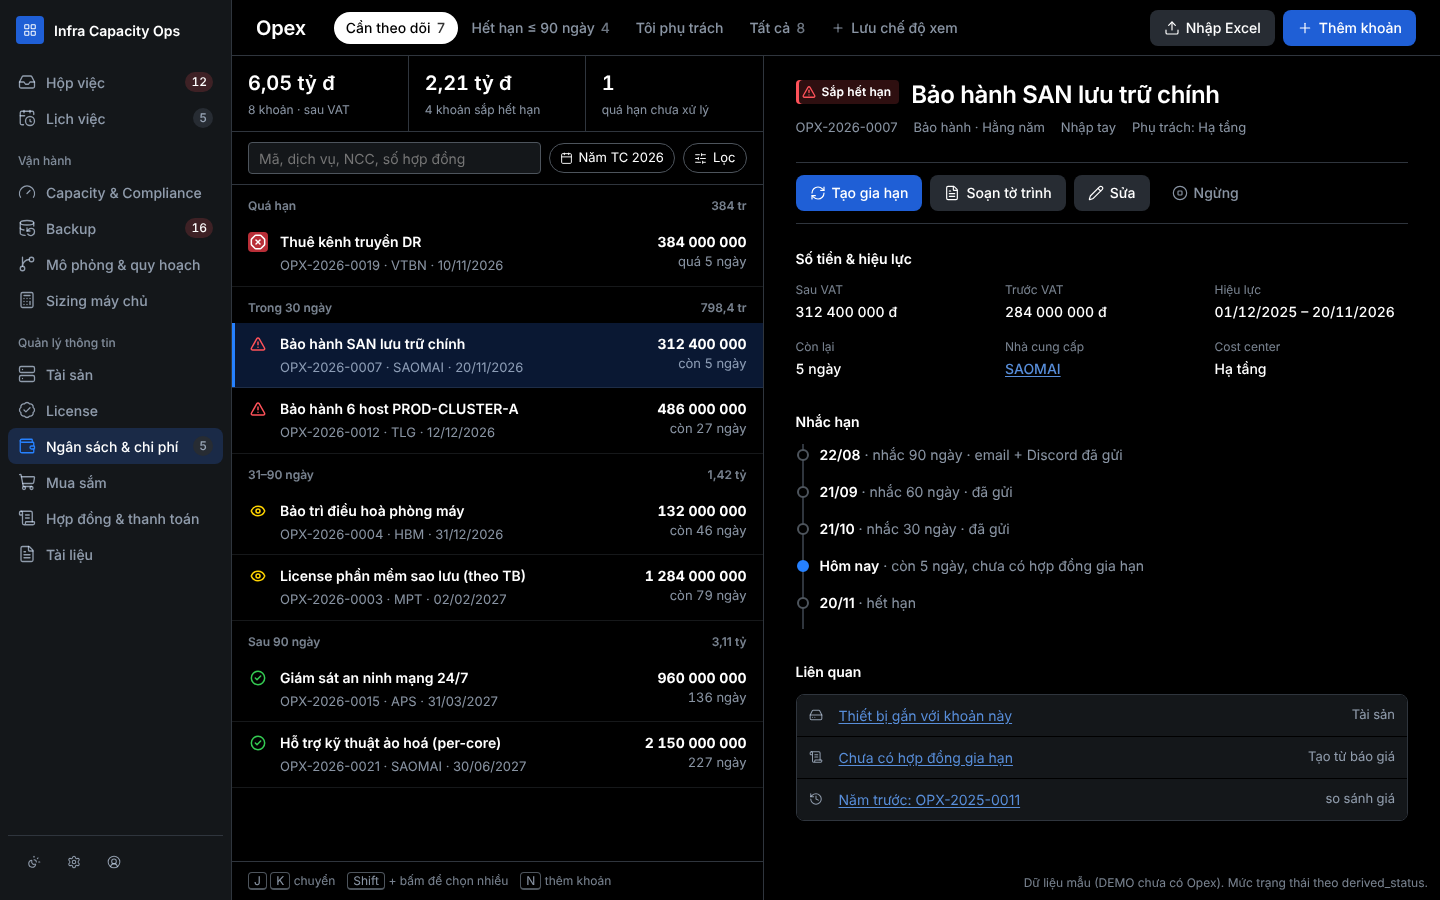 Infra Capacity Ops
Hộp việc 12
Lịch việc 5
Vận hành
Capacity & Compliance
Backup 16
Mô phỏng & quy hoạch
Sizing máy chủ
Quản lý thông tin
Tài sản
License
Ngân sách & chi phí 5
Mua sắm
Hợp đồng & thanh toán
Tài liệu
Opex
Cần theo dõi 7
Hết hạn ≤ 90 ngày 4
Tôi phụ trách
Tất cả 8
Lưu chế độ xem
Nhập Excel
Thêm khoản
6,05 tỷ đ
8 khoản · sau VAT
2,21 tỷ đ
4 khoản sắp hết hạn
1
quá hạn chưa xử lý
Mã, dịch vụ, NCC, số hợp đồng
Năm TC 2026
Lọc
Quá hạn 384 tr
Thuê kênh truyền DR 384 000 000
OPX-2026-0019 · VTBN · 10/11/2026 quá 5 ngày
Trong 30 ngày 798,4 tr
Bảo hành SAN lưu trữ chính 312 400 000
OPX-2026-0007 · SAOMAI · 20/11/2026 còn 5 ngày
Bảo hành 6 host PROD-CLUSTER-A 486 000 000
OPX-2026-0012 · TLG · 12/12/2026 còn 27 ngày
31–90 ngày 1,42 tỷ
Bảo trì điều hoà phòng máy 132 000 000
OPX-2026-0004 · HBM · 31/12/2026 còn 46 ngày
License phần mềm sao lưu (theo TB) 1 284 000 000
OPX-2026-0003 · MPT · 02/02/2027 còn 79 ngày
Sau 90 ngày 3,11 tỷ
Giám sát an ninh mạng 24/7 960 000 000
OPX-2026-0015 · APS · 31/03/2027 136 ngày
Hỗ trợ kỹ thuật ảo hoá (per-core) 2 150 000 000
OPX-2026-0021 · SAOMAI · 30/06/2027 227 ngày
J K chuyển Shift + bấm để chọn nhiều N thêm khoản
Sắp hết hạn Bảo hành SAN lưu trữ chính
OPX-2026-0007 Bảo hành · Hằng năm Nhập tay Phụ trách: Hạ tầng
Tạo gia hạn
Soạn tờ trình
Sửa
Ngừng
Số tiền & hiệu lực
Sau VAT Trước VAT Hiệu lực
312 400 000 đ 284 000 000 đ 01/12/2025 – 20/11/2026
Còn lại Nhà cung cấp Cost center
5 ngày SAOMAI Hạ tầng
Nhắc hạn
22/08 · nhắc 90 ngày · email + Discord đã gửi
21/09 · nhắc 60 ngày · đã gửi
21/10 · nhắc 30 ngày · đã gửi
Hôm nay · còn 5 ngày, chưa có hợp đồng gia hạn
20/11 · hết hạn
Liên quan
Thiết bị gắn với khoản này Tài sản
Chưa có hợp đồng gia hạn Tạo từ báo giá
Năm trước: OPX-2025-0011 so sánh giá
Dữ liệu mẫu (DEMO chưa có Opex). Mức trạng thái theo derived_status.